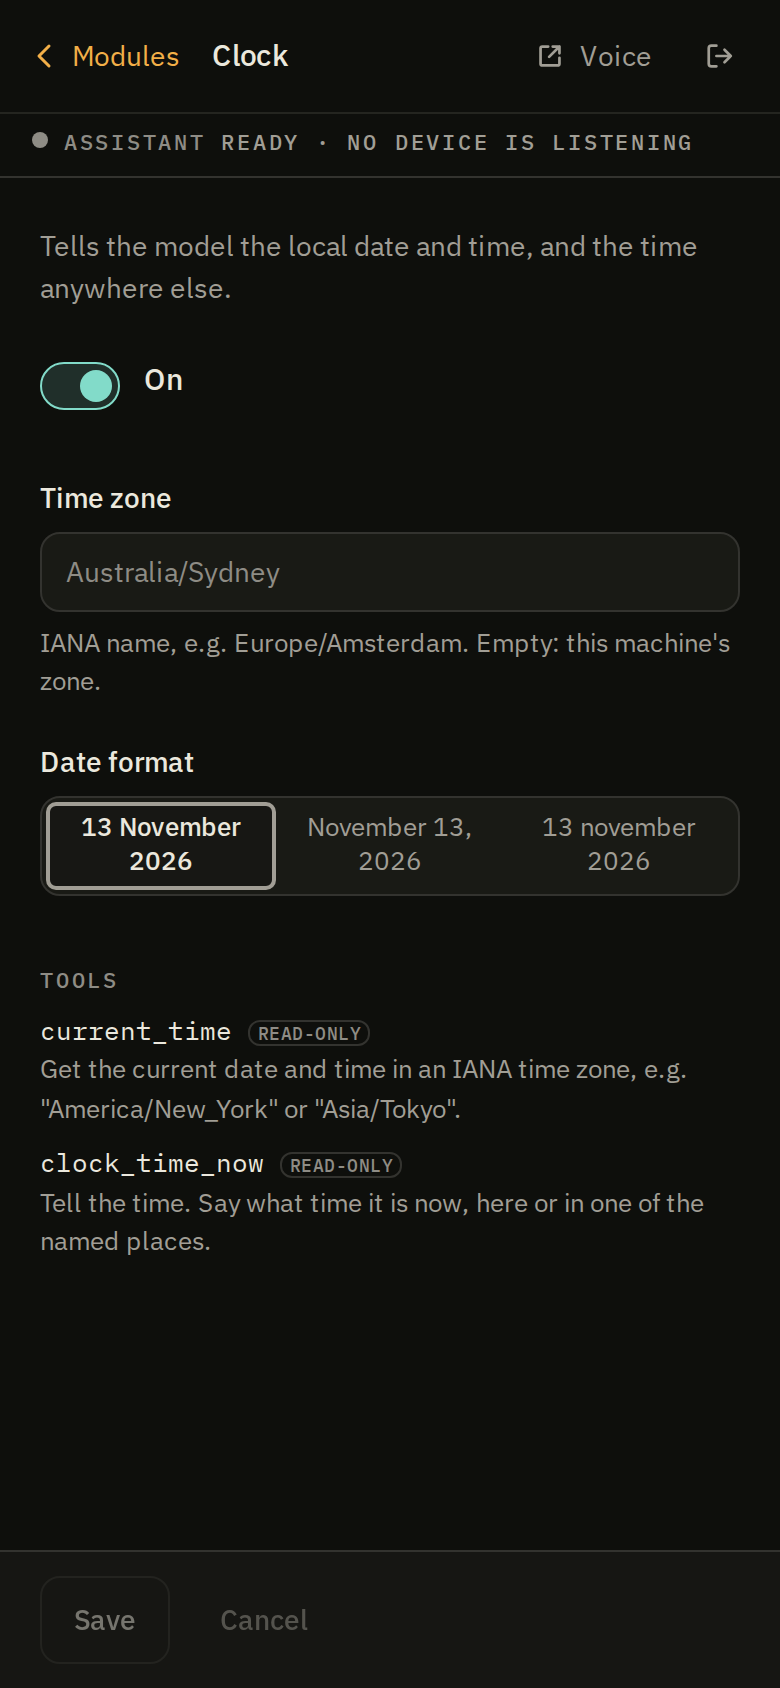 Modules Clock Voice
ASSISTANT READY · NO DEVICE IS LISTENING
Tells the model the local date and time, and the time
anywhere else.
On
Time zone
Australia/Sydney
IANA name, e.g. Europe/Amsterdam. Empty: this machine's
zone.
Date format
13 November
2026
November 13,
2026
13 november
2026
TOOLS
current_time READ-ONLY
Get the current date and time in an IANA time zone, e.g.
"America/New_York" or "Asia/Tokyo".
clock_time_now READ-ONLY
Tell the time. Say what time it is now, here or in one of the
named places.
Save Cancel